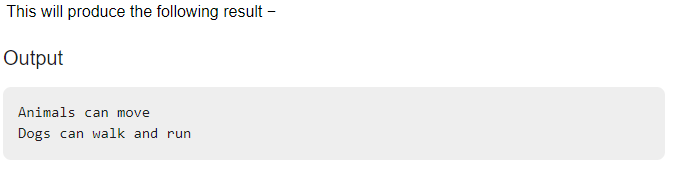 This will produce the following result −
Output
Animals can move
Dogs can walk and run